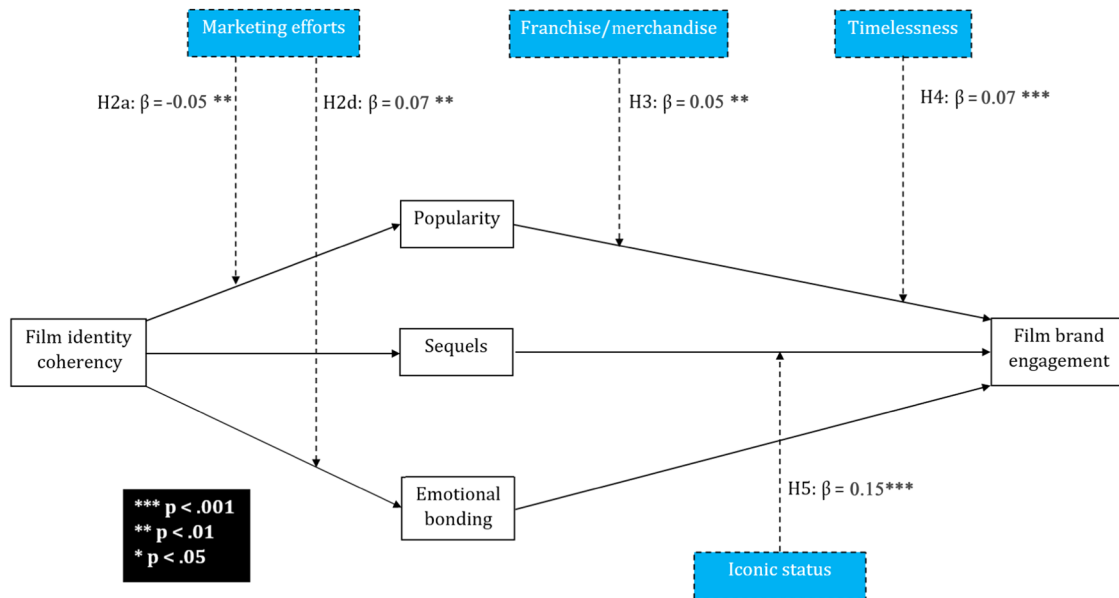 Marketing efforts
Franchise/merchandise
Timelessness
H2a: β = -0.05 **
H2d: β = 0.07 **
H3: β = 0.05 **
H4: β = 0.07 ***
Popularity
Film identity
coherency
Sequels
Film brand
engagement
Emotional
bonding
H5: β = 0.15***
*** p < .001
** p < .01
* p < .05
Iconic status